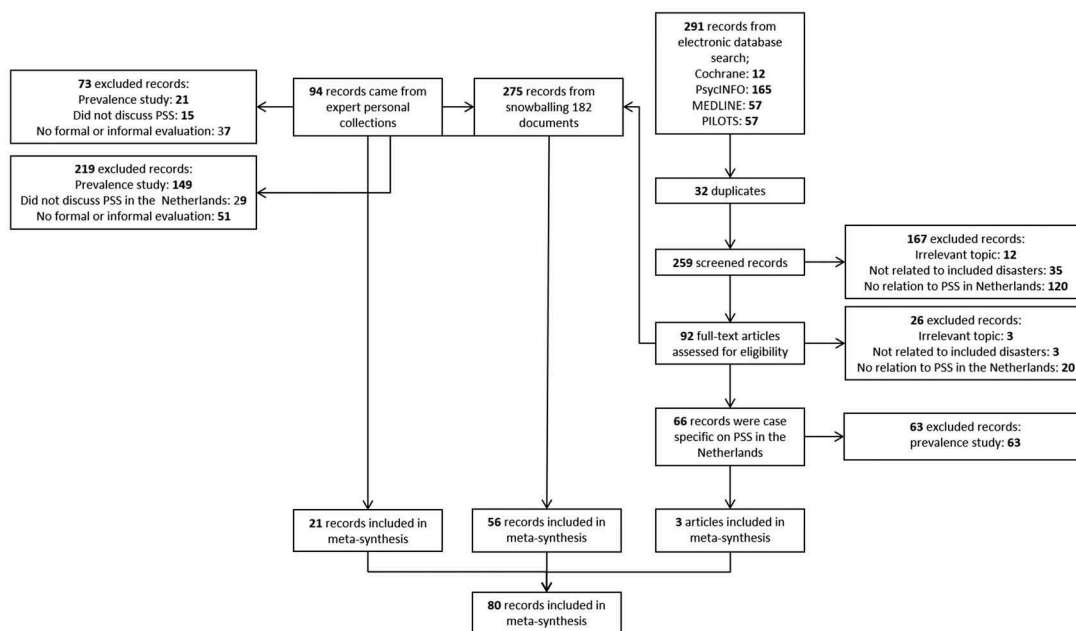 291 records from
electronic database
search;
Cochrane: 12
PsycINFO: 165
MEDLINE: 57
PILOTS: 57
73 excluded records:
Prevalence study: 21
Did not discuss PSS: 15
No formal or informal evaluation: 37
94 records came from
expert personal
collections
275 records from
snowballing 182
documents
219 excluded records:
Prevalence study: 149
Did not discuss PSS in the Netherlands: 29
No formal or informal evaluation: 51
32 duplicates
259 screened records
167 excluded records:
Irrelevant topic: 12
Not related to included disasters: 35
No relation to PSS in Netherlands: 120
92 full-text articles
assessed for eligibility
26 excluded records:
Irrelevant topic: 3
Not related to included disasters: 3
No relation to PSS in the Netherlands: 20
66 records were case
specific on PSS in the
Netherlands
63 excluded records:
prevalence study: 63
21 records included in
meta-synthesis
56 records included in
meta-synthesis
3 articles included in
meta-synthesis
80 records included in
meta-synthesis